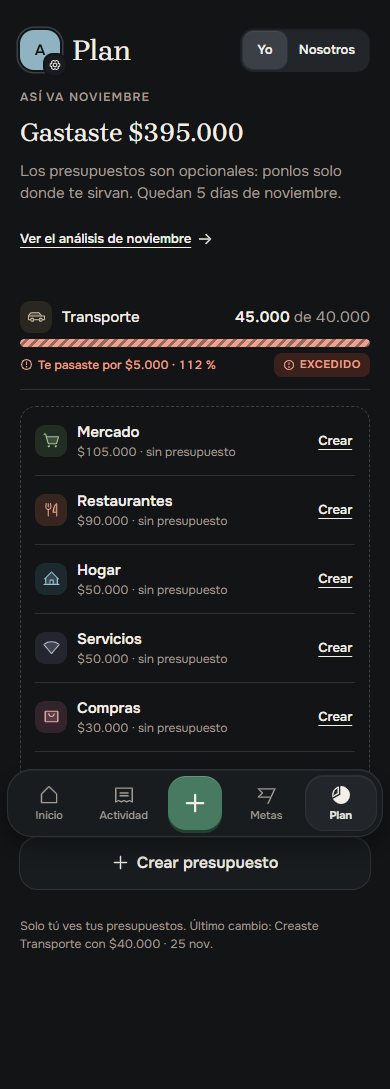 A
Plan
Yo
Nosotros
ASÍ VA NOVIEMBRE
Gastaste $395.000
Los presupuestos son opcionales: ponlos solo
donde te sirvan. Quedan 5 días de noviembre.
Ver el análisis de noviembre →
Transporte
45.000 de 40.000
Te pasaste por $5.000 · 112 %
EXCEDIDO
Mercado
$105.000 · sin presupuesto
Crear
Restaurantes
$90.000 · sin presupuesto
Crear
Hogar
$50.000 · sin presupuesto
Crear
Servicios
$50.000 · sin presupuesto
Crear
Compras
$30.000 · sin presupuesto
Crear
Inicio
Actividad
+
Metas
Plan
+ Crear presupuesto
Solo tú ves tus presupuestos. Último cambio: Creaste
Transporte con $40.000 · 25 nov.